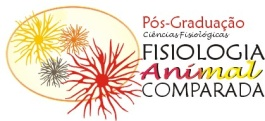 Pós-Graduação
Ciências Fisiológicas
FISIOLOGIA
Animal
COMPARADA